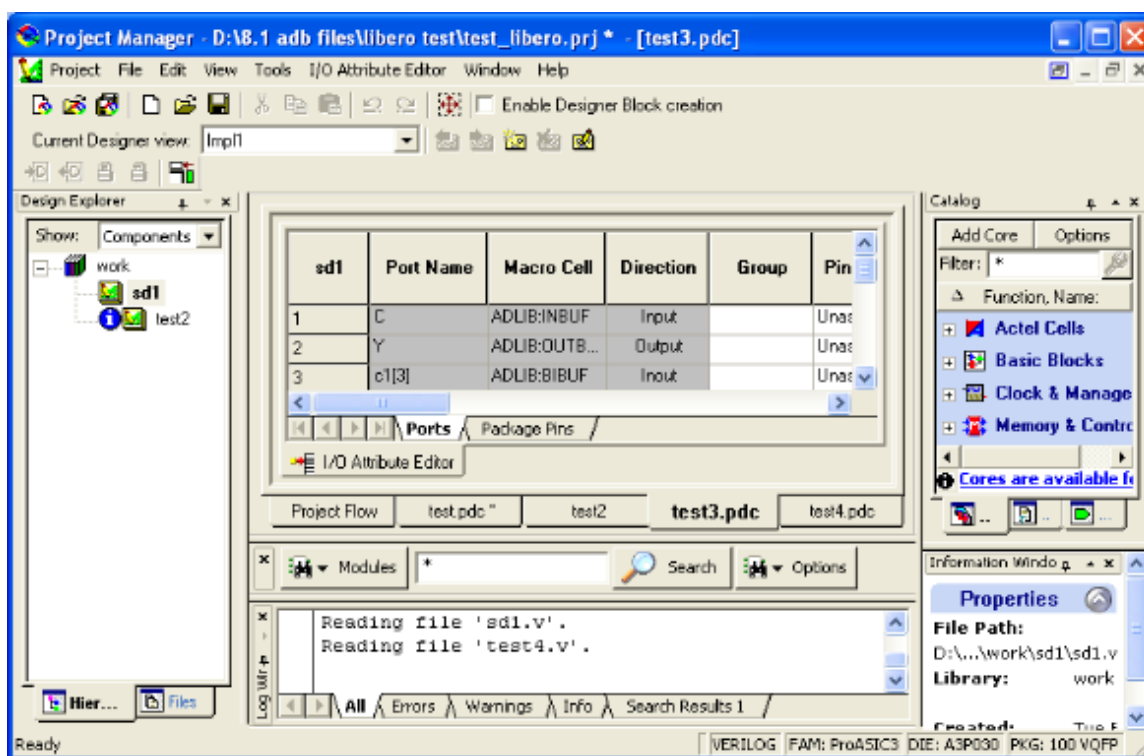 Project Manager - D:\8.1 adb files\libero test\test_libero.prj * - [test3.pdc]
Project File Edit View Tools I/O Attribute Editor Window Help
Enable Designer Block creation
Current Designer view: Impl1
Design Explorer
Show: Components
work
sd1
test2
Hier... Files
sd1 Port Name Macro Cell Direction Group Pin
1 C ADLIB:INBUF Input Unas
2 Y ADLIB:OUTB... Output Unas
3 c1[3] ADLIB:BIBUF Inout Unas
Ports Package Pins
I/O Attribute Editor
Project Flow test.pdc * test2 test3.pdc test4.pdc
Modules * Search Options
Reading file 'sd1.v'.
Reading file 'test4.v'.
Log Wir
All Errors Warnings Info Search Results 1
Catalog
Add Core Options
Filter: *
Function, Name:
Actel Cells
Basic Blocks
Clock & Manage
Memory & Contrc
Cores are available fo
.. .. ...
Information Windo
Properties
File Path:
D:\...\work\sd1\sd1.v
Library: work
Created: Tue F
Ready VERILOG FAM: ProASIC3 DIE: A3P030 PKG: 100 VQFP